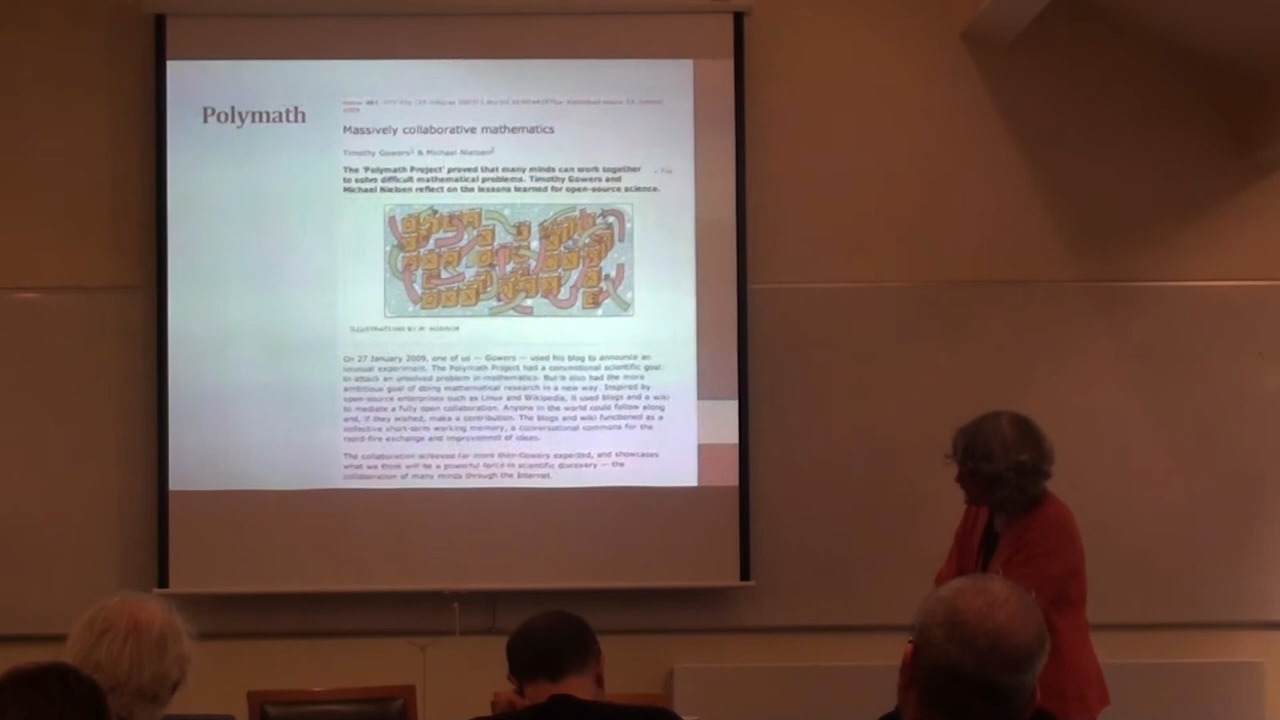 Polymath
Massively collaborative mathematics
Timothy Gowers1 & Michael Nielsen2
The 'Polymath Project' proved that many minds can work together
to solve difficult mathematical problems. Timothy Gowers and
Michael Nielsen reflect on the lessons learned for open-source science.
ILLUSTRATIONS BY
On 27 January 2009, one of us — Gowers — used his blog to announce an
unusual experiment. The Polymath Project had a conventional scientific goal:
to attack an unsolved problem in mathematics. But it also had the more
ambitious goal of doing mathematical research in a new way. Inspired by
open-source enterprises such as Linux and Wikipedia, it used blogs and a wiki
to mediate a fully open collaboration. Anyone in the world could follow along
and, if they wished, make a contribution. The blogs and wiki functioned as a
collective short-term working memory, a conversational commons for the
rapid-fire exchange and improvement of ideas.
The collaboration achieved far more than Gowers expected, and showcases
what we think will be a powerful force in scientific discovery — the
collaboration of many minds through the Internet.